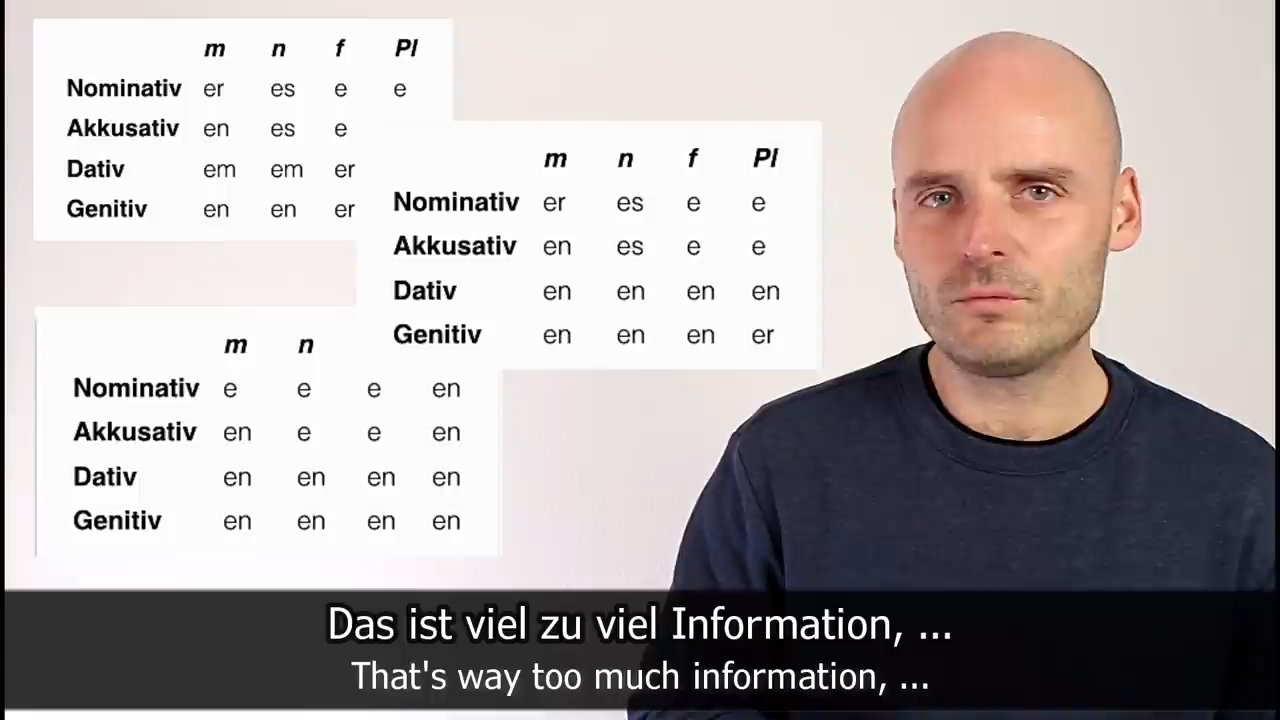 m n f Pl
Nominativ er es e e
Akkusativ en es e
Dativ em em er
Genitiv en en er
m n f Pl
Nominativ er es e e
Akkusativ en es e e
Dativ en en en en
Genitiv en en en er
m n
Nominativ e e e en
Akkusativ en e e en
Dativ en en en en
Genitiv en en en en
Das ist viel zu viel Information, ...
That's way too much information, ...